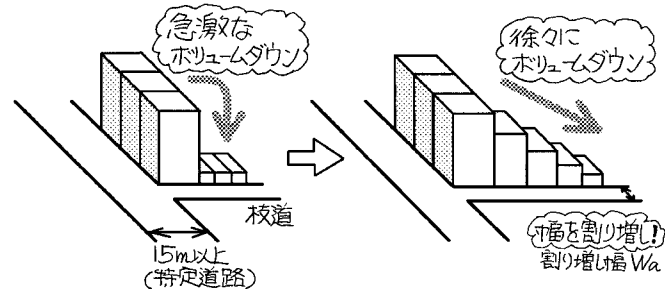 急激な
ボリュームダウン
枝道
15m以上
(特定道路)
徐々に
ボリュームダウン
幅を割り増し!
割り増し幅Wa